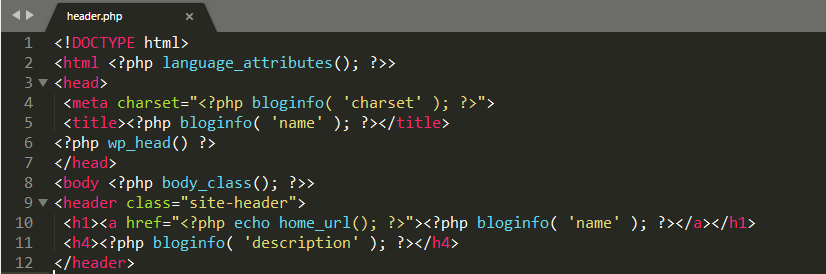 header.php ×
1 <!DOCTYPE html>
2 <html <?php language_attributes(); ?>>
3 <head>
4 <meta charset="<?php bloginfo( 'charset' ); ?>">
5 <title><?php bloginfo( 'name' ); ?></title>
6 <?php wp_head() ?>
7 </head>
8 <body <?php body_class(); ?>>
9 <header class="site-header">
10 <h1><a href="<?php echo home_url(); ?>"><?php bloginfo( 'name' ); ?></a></h1>
11 <h4><?php bloginfo( 'description' ); ?></h4>
12 </header>